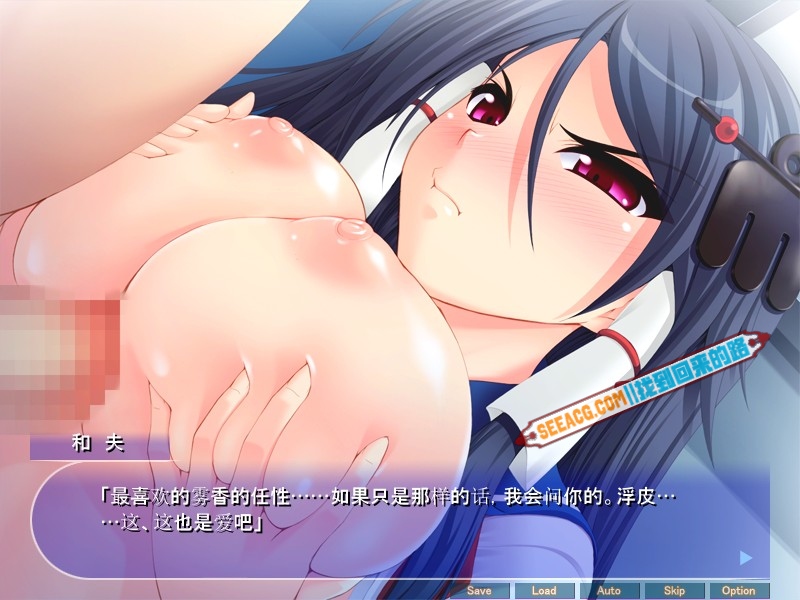 SEEACG.COM||找到回来的路
和 夫
「最喜欢的雾香的任性……如果只是那样的话,我会问你的。浮皮…
…这、这也是爱吧」
Save Load Auto Skip Option